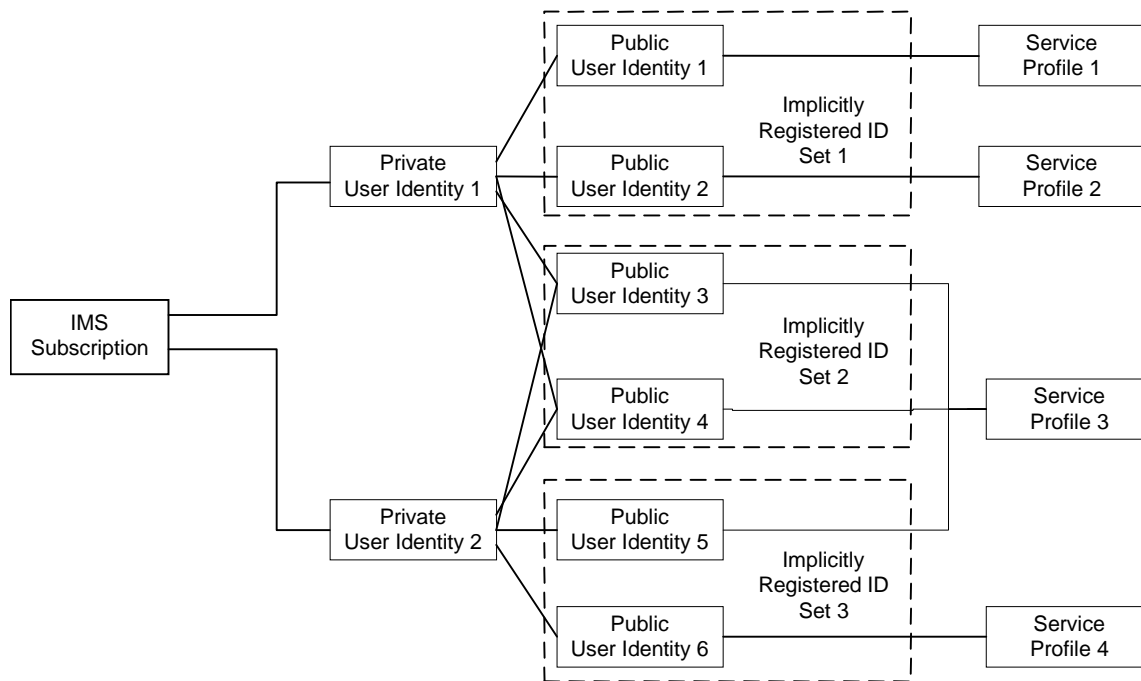 Public
User Identity 1
Service
Profile 1
Implicitly
Registered ID
Set 1
Private
User Identity 1
Public
User Identity 2
Service
Profile 2
Public
User Identity 3
IMS
Subscription
Implicitly
Registered ID
Set 2
Public
User Identity 4
Service
Profile 3
Private
User Identity 2
Public
User Identity 5
Implicitly
Registered ID
Set 3
Public
User Identity 6
Service
Profile 4